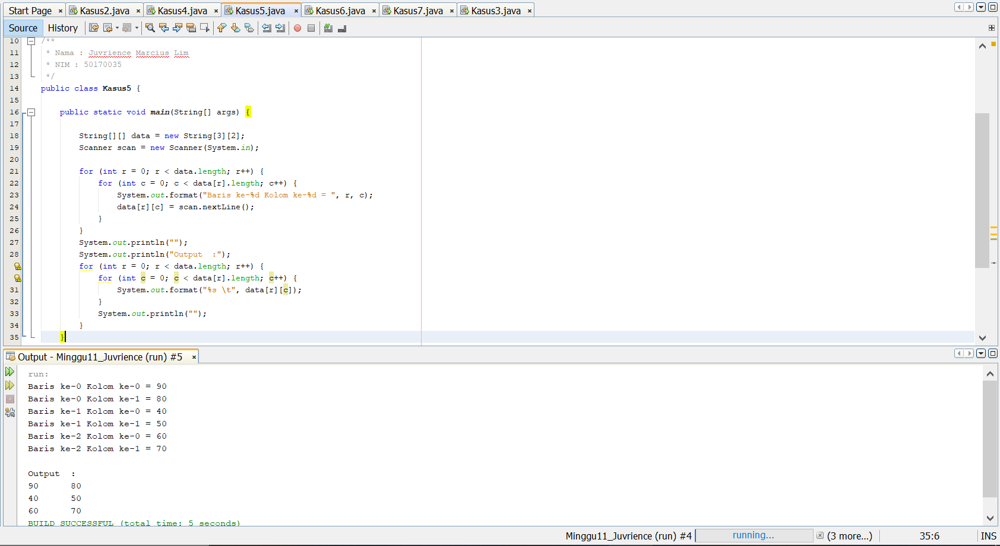 Start Page × Kasus2.java × Kasus4.java × Kasus5.java × Kasus6.java × Kasus7.java × Kasus3.java ×
Source History
10 /**
11 * Nama : Juvrience Marcius Lim
12 * NIM : 50170035
13 */
14 public class Kasus5 {
15
16 public static void main(String[] args) {
17
18 String[][] data = new String[3][2];
19 Scanner scan = new Scanner(System.in);
20
21 for (int r = 0; r < data.length; r++) {
22 for (int c = 0; c < data[r].length; c++) {
23 System.out.format("Baris ke-%d Kolom ke-%d = ", r, c);
24 data[r][c] = scan.nextLine();
25 }
26 }
27 System.out.println("");
28 System.out.println("Output  :");
for (int r = 0; r < data.length; r++) {
for (int c = 0; c < data[r].length; c++) {
31 System.out.format("%s \t", data[r][c]);
32 }
33 System.out.println("");
34 }
35 }
Output - Minggu11_Juvrience (run) #5 ×
run:
Baris ke-0 Kolom ke-0 = 90
Baris ke-0 Kolom ke-1 = 80
Baris ke-1 Kolom ke-0 = 40
Baris ke-1 Kolom ke-1 = 50
Baris ke-2 Kolom ke-0 = 60
Baris ke-2 Kolom ke-1 = 70
Output  :
90 80
40 50
60 70
BUILD SUCCESSFUL (total time: 5 seconds)
Minggu11_Juvrience (run) #4 running... (3 more...) 35:6 INS